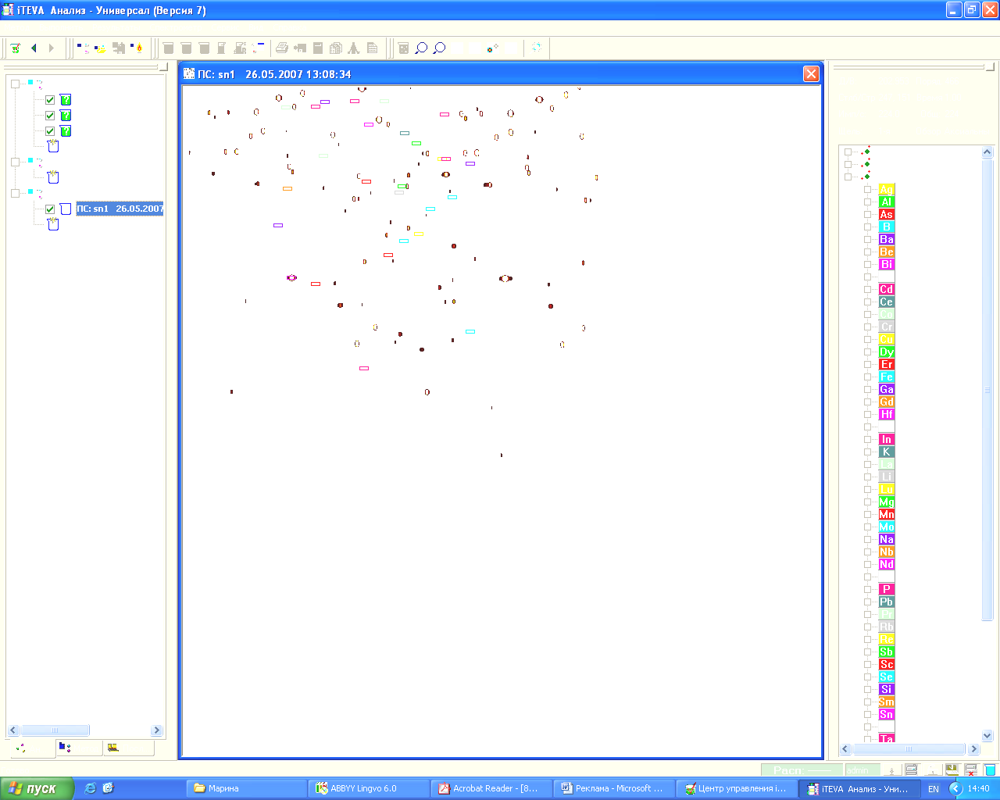 iTEVA Анализ - Универсал (Версия 7)
ПС: sn1 26.05.2007 13:08:34
ПС: sn1 26.05.2007
Ag
Al
As
B
Ba
Be
Bi
Cd
Ce
Co
Cr
Cu
Dy
Er
Fe
Ga
Gd
Hf
In
K
La
Li
Lu
Mg
Mn
Mo
Na
Nb
Nd
P
Pb
Pr
Rb
Re
Sb
Sc
Se
Si
Sm
Sn
Ta
Расп:
admin
пуск
Марина
ABBYY Lingvo 6.0
Acrobat Reader - [8...
Реклама - Microsoft ...
Центр управления i...
iTEVA Анализ - Уни...
EN
14:40